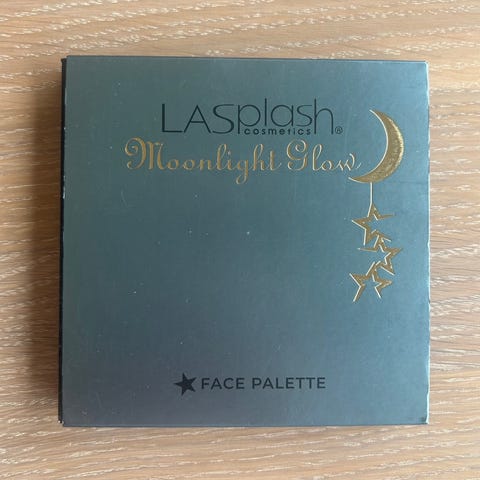 LASplash
cosmetics®
Moonlight Glow
FACE PALETTE